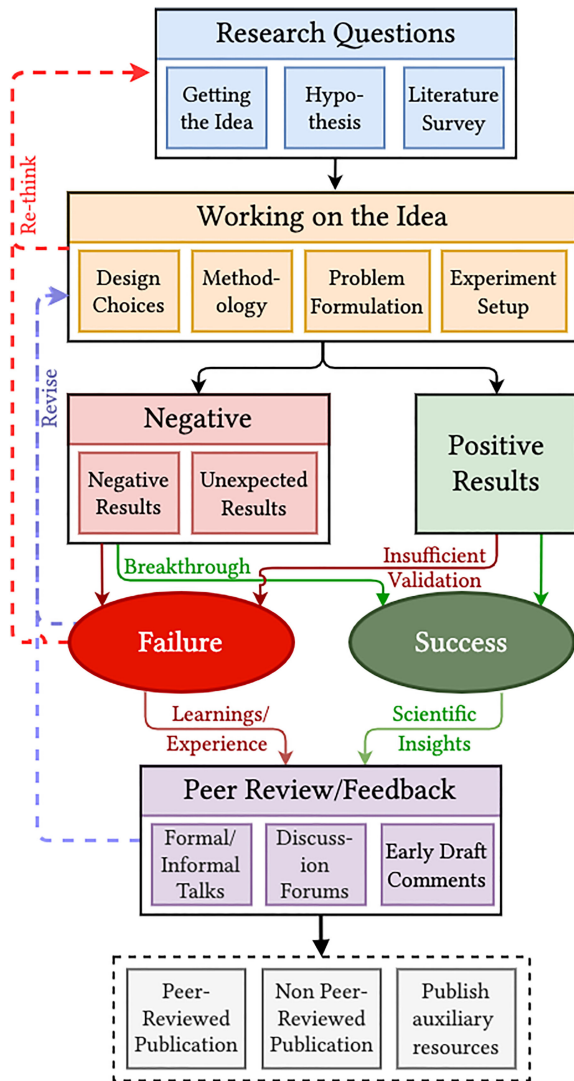 Research Questions
Getting
the Idea
Hypo-
thesis
Literature
Survey
Re-think
Working on the Idea
Design
Choices
Method-
ology
Problem
Formulation
Experiment
Setup
Revise
Negative
Negative
Results
Unexpected
Results
Positive
Results
Breakthrough
Insufficient
Validation
Failure
Success
Learnings/
Experience
Scientific
Insights
Peer Review/Feedback
Formal/
Informal
Talks
Discuss-
ion
Forums
Early Draft
Comments
Peer-
Reviewed
Publication
Non Peer-
Reviewed
Publication
Publish
auxiliary
resources